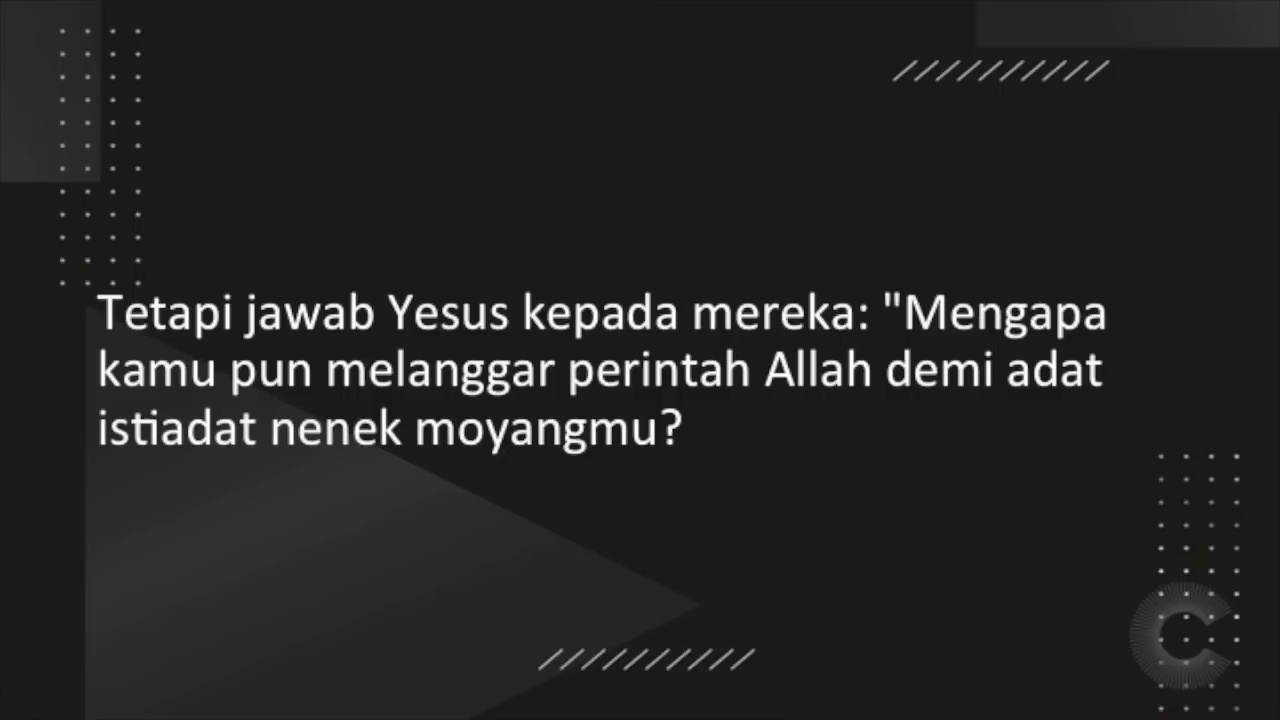 Tetapi jawab Yesus kepada mereka: "Mengapa
kamu pun melanggar perintah Allah demi adat
istiadat nenek moyangmu?